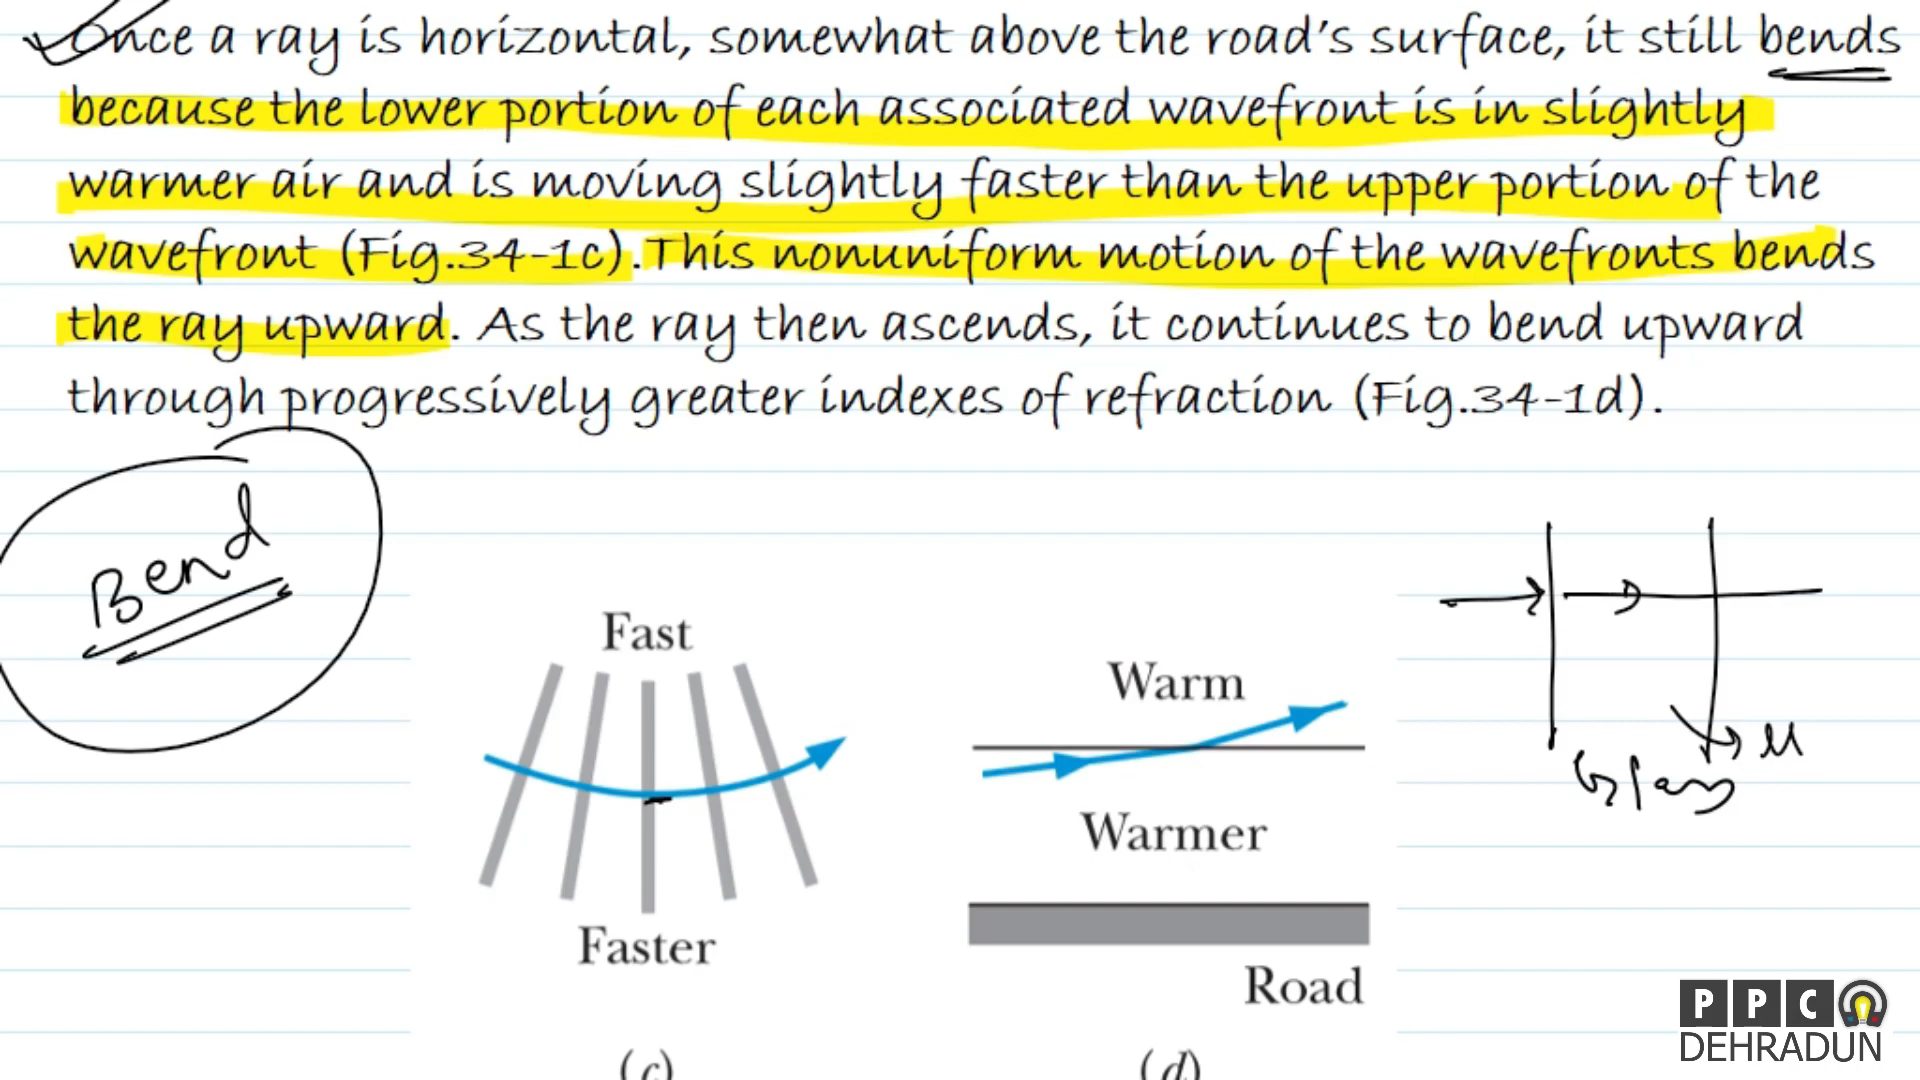 Once a ray is horizontal, somewhat above the road's surface, it still bends
because the lower portion of each associated wavefront is in slightly
warmer air and is moving slightly faster than the upper portion of the
wavefront (Fig.34-1c).This nonuniform motion of the wavefronts bends
the ray upward. As the ray then ascends, it continues to bend upward
through progressively greater indexes of refraction (Fig.34-1d).
Bend
Fast
Faster
(c)
Warm
Warmer
Road
(d)
μ
Glass
PPC
DEHRADUN